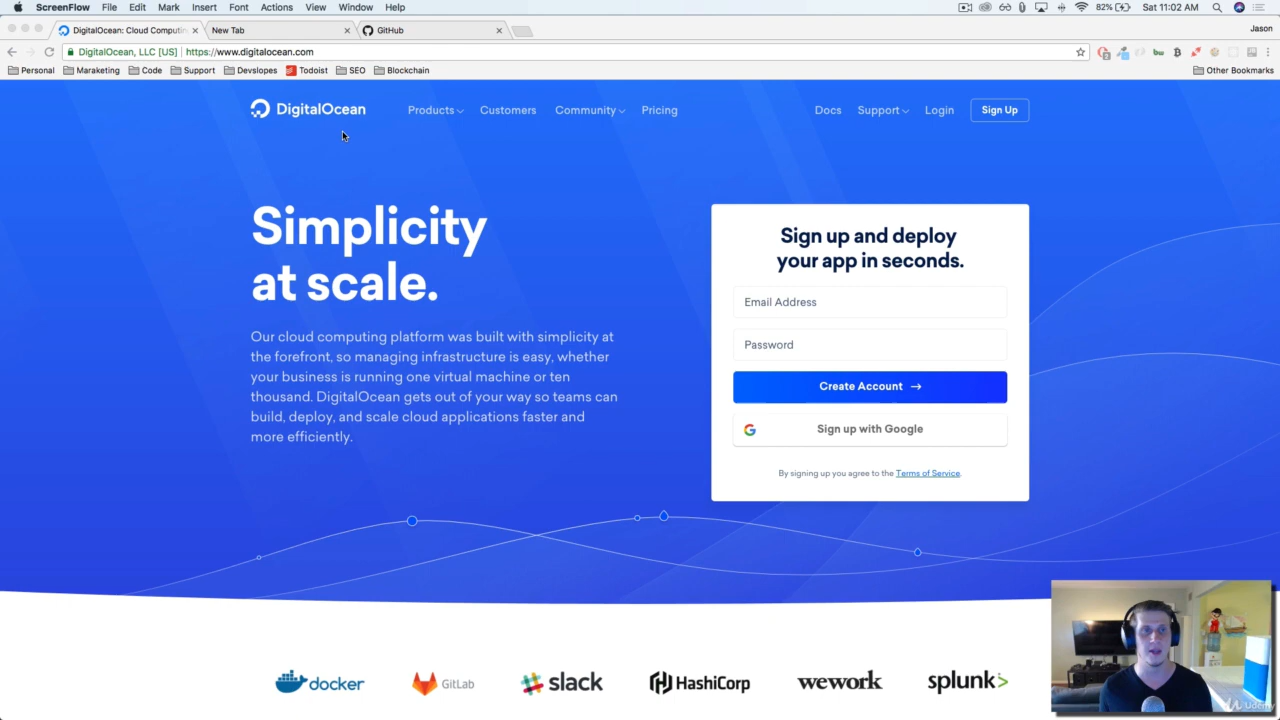 ScreenFlow File Edit Mark Insert Font Actions View Window Help 82% Sat 11:02 AM
DigitalOcean: Cloud Computin New Tab GitHub Jason
DigitalOcean, LLC [US] https://www.digitalocean.com
Personal Maraketing Code Support Devslopes Todoist SEO Blockchain Other Bookmarks
DigitalOcean Products Customers Community Pricing Docs Support Login Sign Up
Simplicity
at scale.
Our cloud computing platform was built with simplicity at
the forefront, so managing infrastructure is easy, whether
your business is running one virtual machine or ten
thousand. DigitalOcean gets out of your way so teams can
build, deploy, and scale cloud applications faster and
more efficiently.
Sign up and deploy
your app in seconds.
Email Address
Password
Create Account →
Sign up with Google
By signing up you agree to the Terms of Service.
docker GitLab slack HashiCorp wework splunk>
Udemy